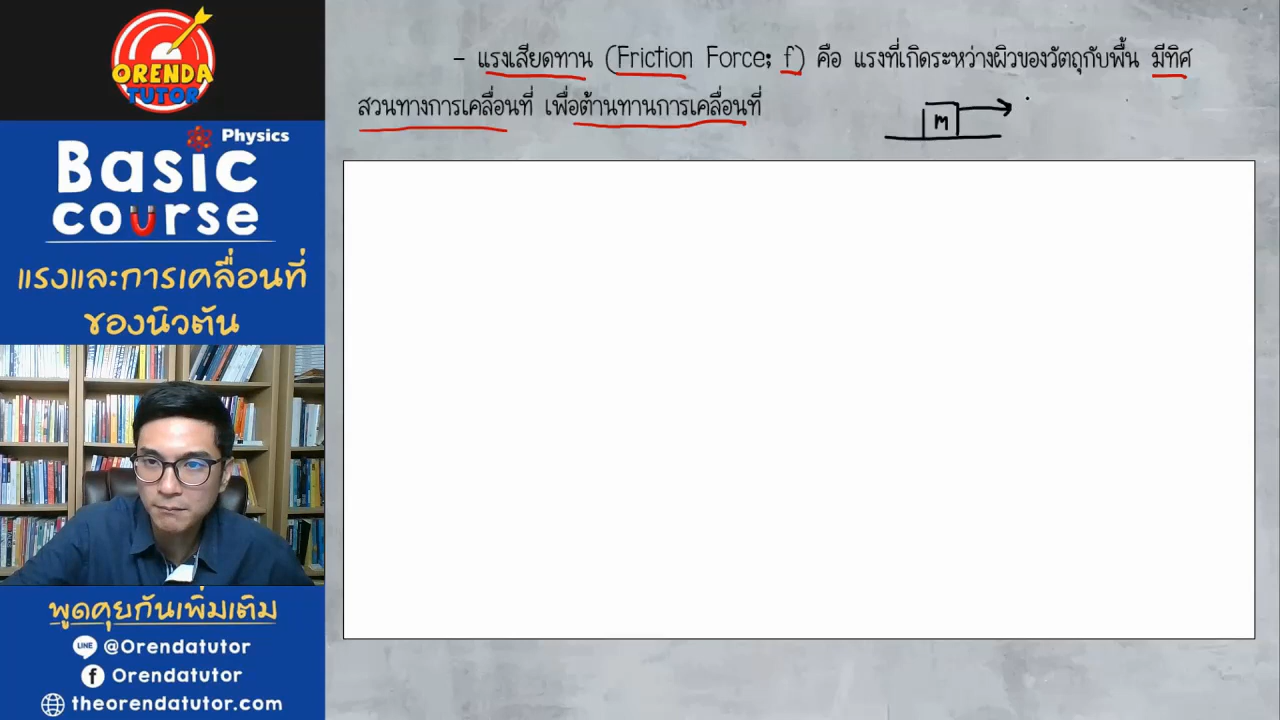 ORENDA
TUTOR
Physics
Basic
course
แรงและการเคลื่อนที่
ของนิวตัน
พูดคุยกันเพิ่มเติม
LINE @Orendatutor
f Orendatutor
theorendatutor.com
– แรงเสียดทาน (Friction Force; f) คือ แรงที่เกิดระหว่างผิวของวัตถุกับพื้น มีทิศ
สวนทางการเคลื่อนที่ เพื่อต้านทานการเคลื่อนที่
m